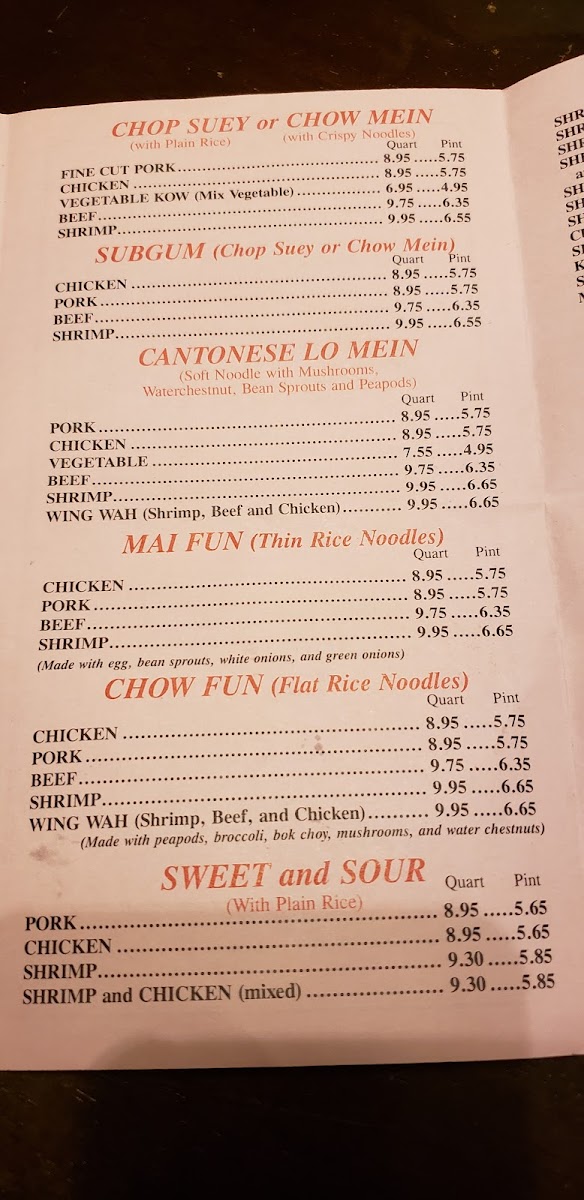 CHOP SUEY or CHOW MEIN
(with Plain Rice) (with Crispy Noodles)
Quart Pint
FINE CUT PORK 8.95 5.75
CHICKEN 8.95 5.75
VEGETABLE KOW (Mix Vegetable) 6.95 4.95
BEEF 9.75 6.35
SHRIMP 9.95 6.55
SUBGUM (Chop Suey or Chow Mein)
Quart Pint
CHICKEN 8.95 5.75
PORK 8.95 5.75
BEEF 9.75 6.35
SHRIMP 9.95 6.55
CANTONESE LO MEIN
(Soft Noodle with Mushrooms,
Waterchestnut, Bean Sprouts and Peapods)
Quart Pint
PORK 8.95 5.75
CHICKEN 8.95 5.75
VEGETABLE 7.55 4.95
BEEF 9.75 6.35
SHRIMP 9.95 6.65
WING WAH (Shrimp, Beef and Chicken) 9.95 6.65
MAI FUN (Thin Rice Noodles)
Quart Pint
CHICKEN 8.95 5.75
PORK 8.95 5.75
BEEF 9.75 6.35
SHRIMP 9.95 6.65
(Made with egg, bean sprouts, white onions, and green onions)
CHOW FUN (Flat Rice Noodles)
Quart Pint
CHICKEN 8.95 5.75
PORK 8.95 5.75
BEEF 9.75 6.35
SHRIMP 9.95 6.65
WING WAH (Shrimp, Beef, and Chicken) 9.95 6.65
(Made with peapods, broccoli, bok choy, mushrooms, and water chestnuts)
SWEET and SOUR
Quart Pint
(With Plain Rice)
PORK 8.95 5.65
CHICKEN 8.95 5.65
SHRIMP 9.30 5.85
SHRIMP and CHICKEN (mixed) 9.30 5.85